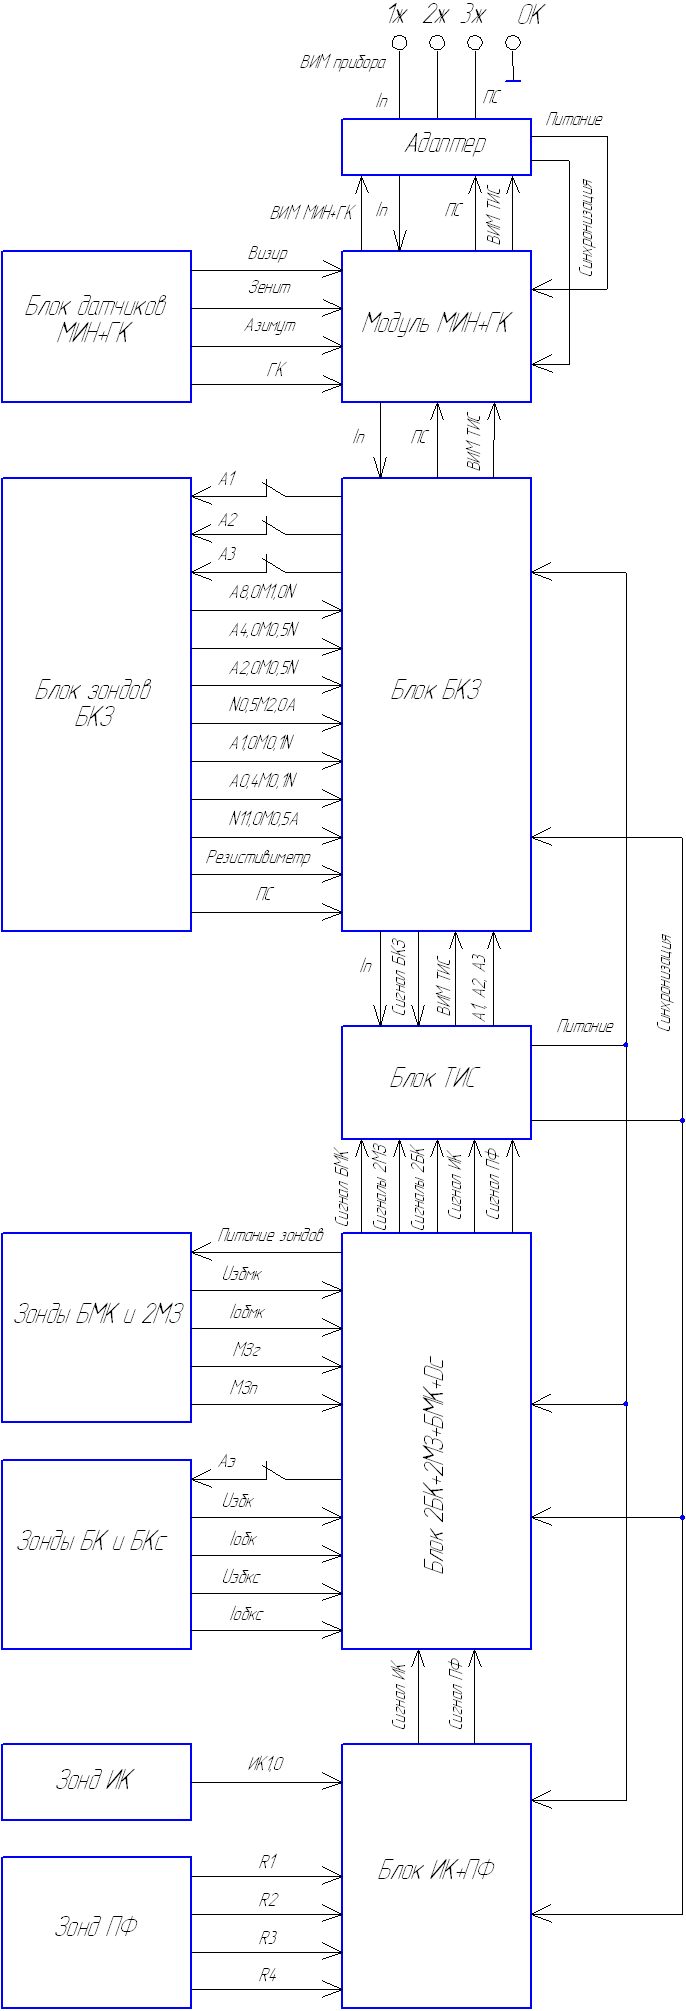 1ж 2ж 3ж ОК
ВИМ прибора
Iп
ПС
Адаптер
Питание
Синхронизация
ВИМ МИН+ГК
Iп
ПС
ВИМ ТИС
Блок датчиков
МИН+ГК
Визир
Зенит
Азимут
ГК
Модуль МИН+ГК
Iп
ПС
ВИМ ТИС
Блок зондов
БКЗ
А1
А2
А3
А8,0М1,0N
А4,0М0,5N
А2,0М0,5N
N0,5М2,0А
А1,0М0,1N
А0,4М0,1N
N11,0М0,5А
Резистивиметр
ПС
Блок БКЗ
Iп
Сигнал БКЗ
ВИМ ТИС
А1, А2, А3
Питание
Синхронизация
Блок ТИС
Сигнал БМК
Сигналы 2МЗ
Сигналы 2БК
Сигнал ИК
Сигнал ПФ
Зонды БМК и 2МЗ
Питание зондов
Uэбмк
Iобмк
МЗг
МЗп
Блок 2БК+2МЗ+БМК+Dс
Зонды БК и БКс
Аэ
Uэбк
Iобк
Uэбкс
Iобкс
Сигнал ИК
Сигнал ПФ
Зонд ИК
ИК1,0
Блок ИК+ПФ
Зонд ПФ
R1
R2
R3
R4